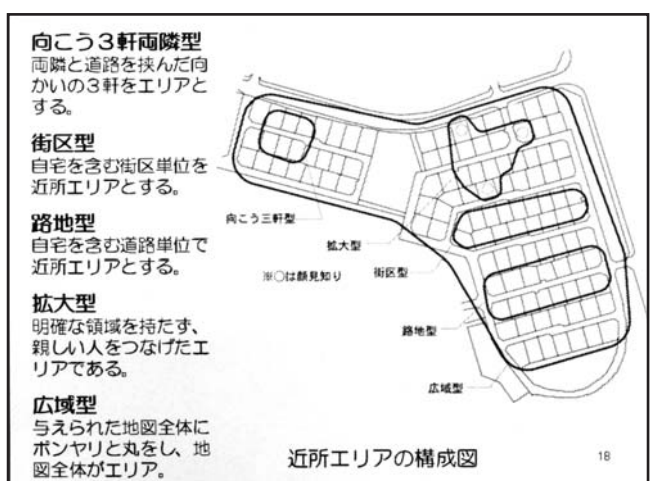 向こう3軒両隣型
両隣と道路を挟んだ向
かいの3軒をエリアと
する。
街区型
自宅を含む街区単位を
近所エリアとする。
路地型
自宅を含む道路単位で
近所エリアとする。
拡大型
明確な領域を持たず、
親しい人をつなげたエ
リアである。
広域型
与えられた地図全体に
ボンヤリと丸をし、地
図全体がエリア。
向こう三軒型
拡大型
※○は顔見知り
街区型
路地型
広域型
近所エリアの構成図
18